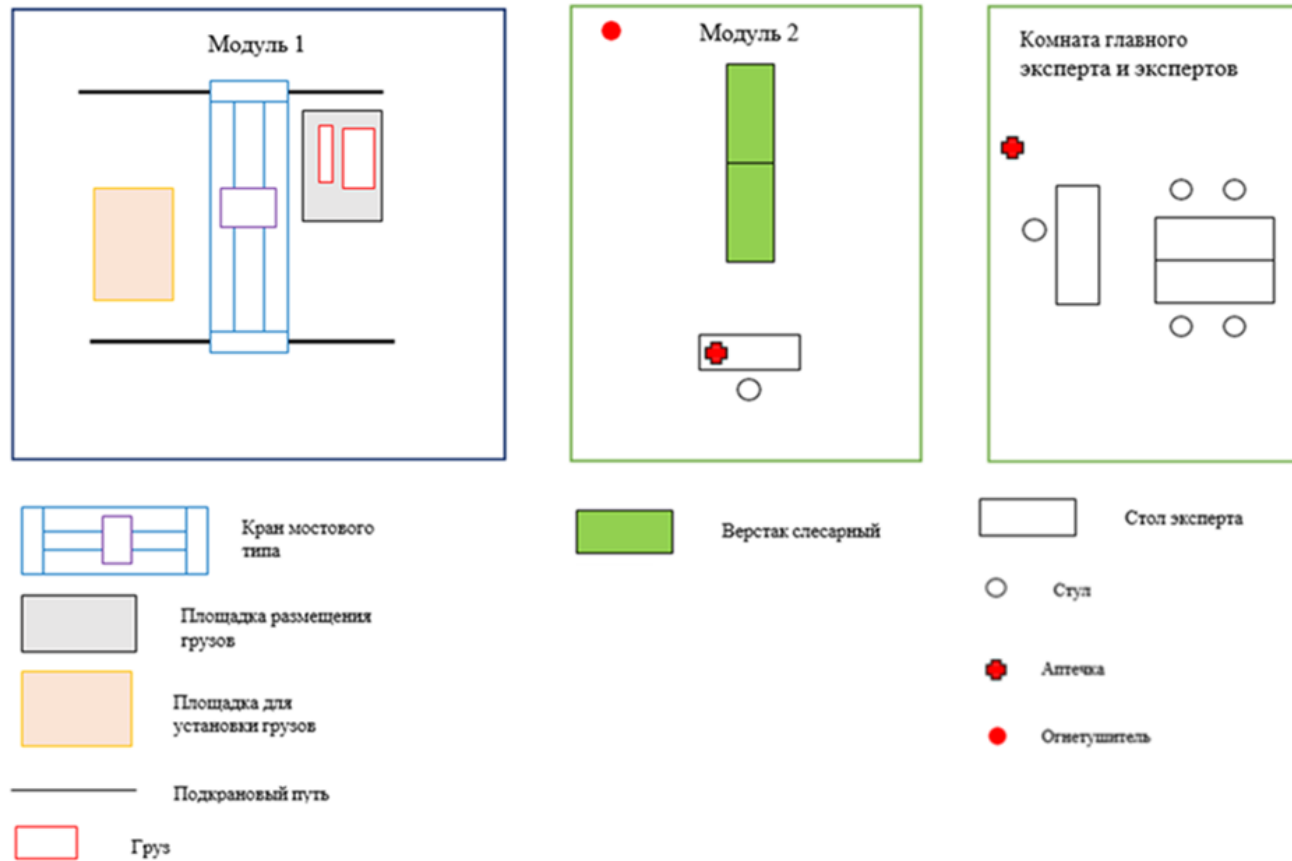 Модуль 1
Модуль 2
Комната главного
эксперта и экспертов
Кран мостового
типа
Площадка размещения
грузов
Площадка для
установки грузов
Подкрановый путь
Груз
Верстак слесарный
Стол эксперта
Стул
Аптечка
Огнетушитель